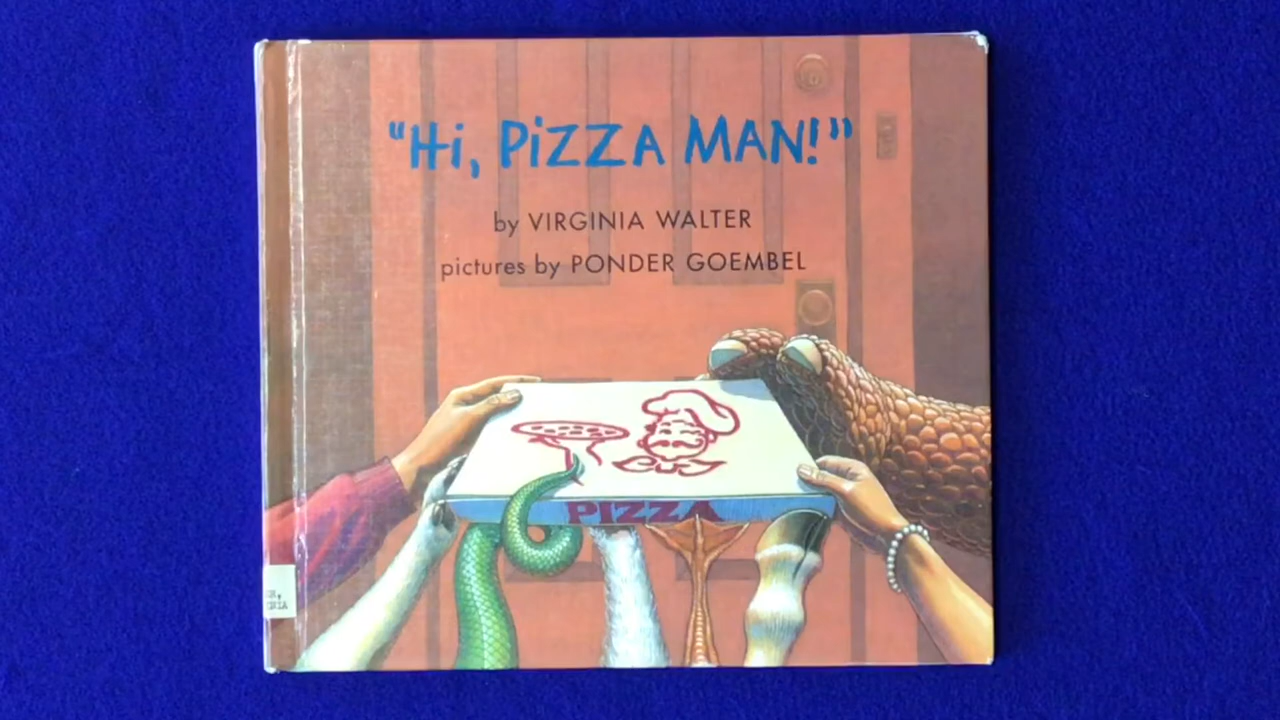 "Hi, PiZZA MAN!"
by VIRGINIA WALTER
pictures by PONDER GOEMBEL
PIZZA